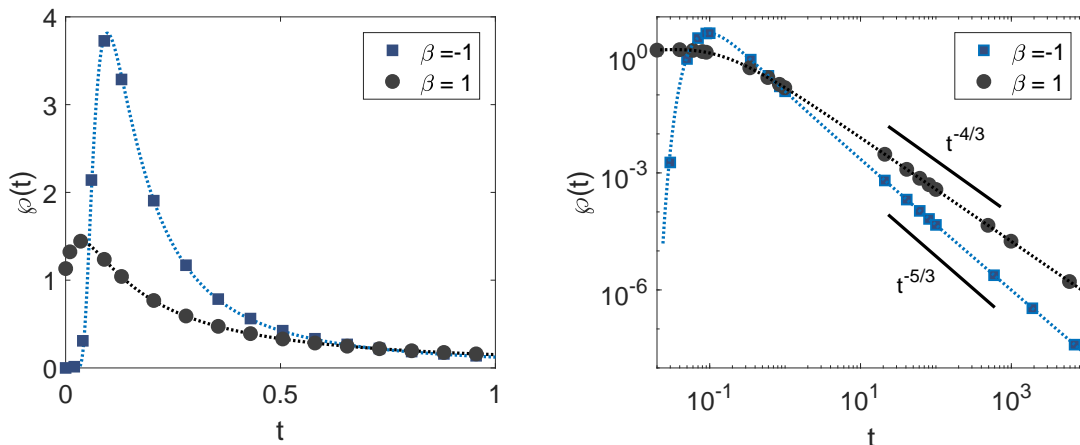 4
3
2
1
0
℘(t)
0
0.5
1
t
β =-1
β = 1
10^0
10^-3
10^-6
℘(t)
10^-1
10^1
10^3
t
β =-1
β = 1
t^-4/3
t^-5/3